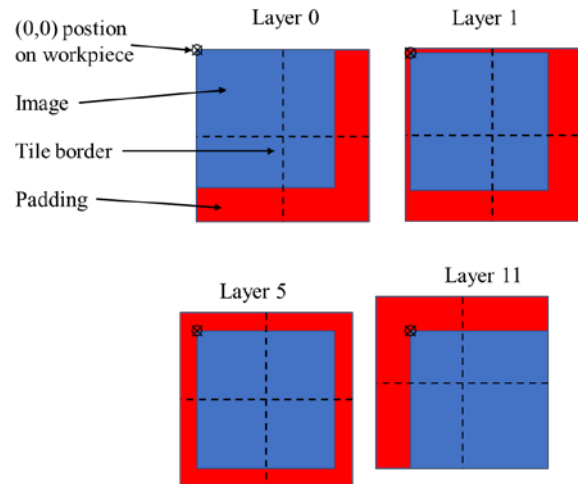 (0,0) postion
on workpiece
Layer 0
Layer 1
Image
Tile border
Padding
Layer 5
Layer 11